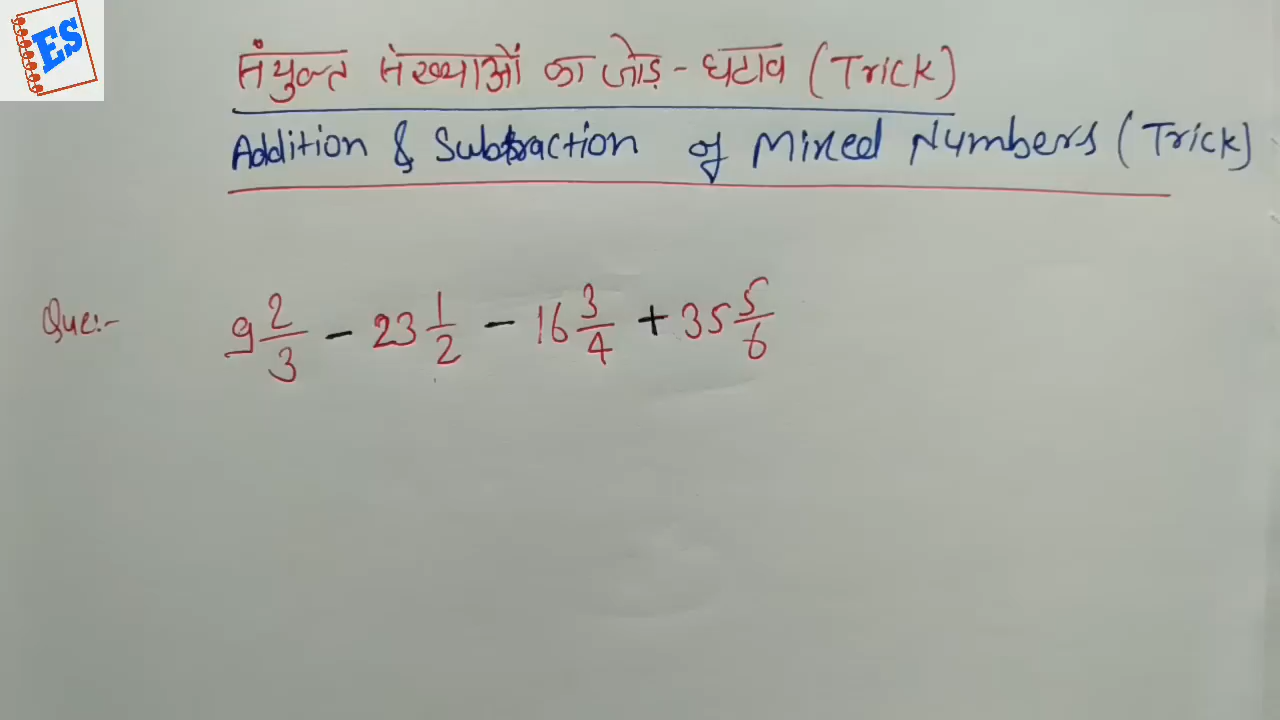 ES
संयुक्त संख्याओं का जोड़ - घटाव (Trick)
Addition & Subtraction of Mixed Numbers (Trick)
Que:- 9 2/3 - 23 1/2 - 16 3/4 + 35 5/6